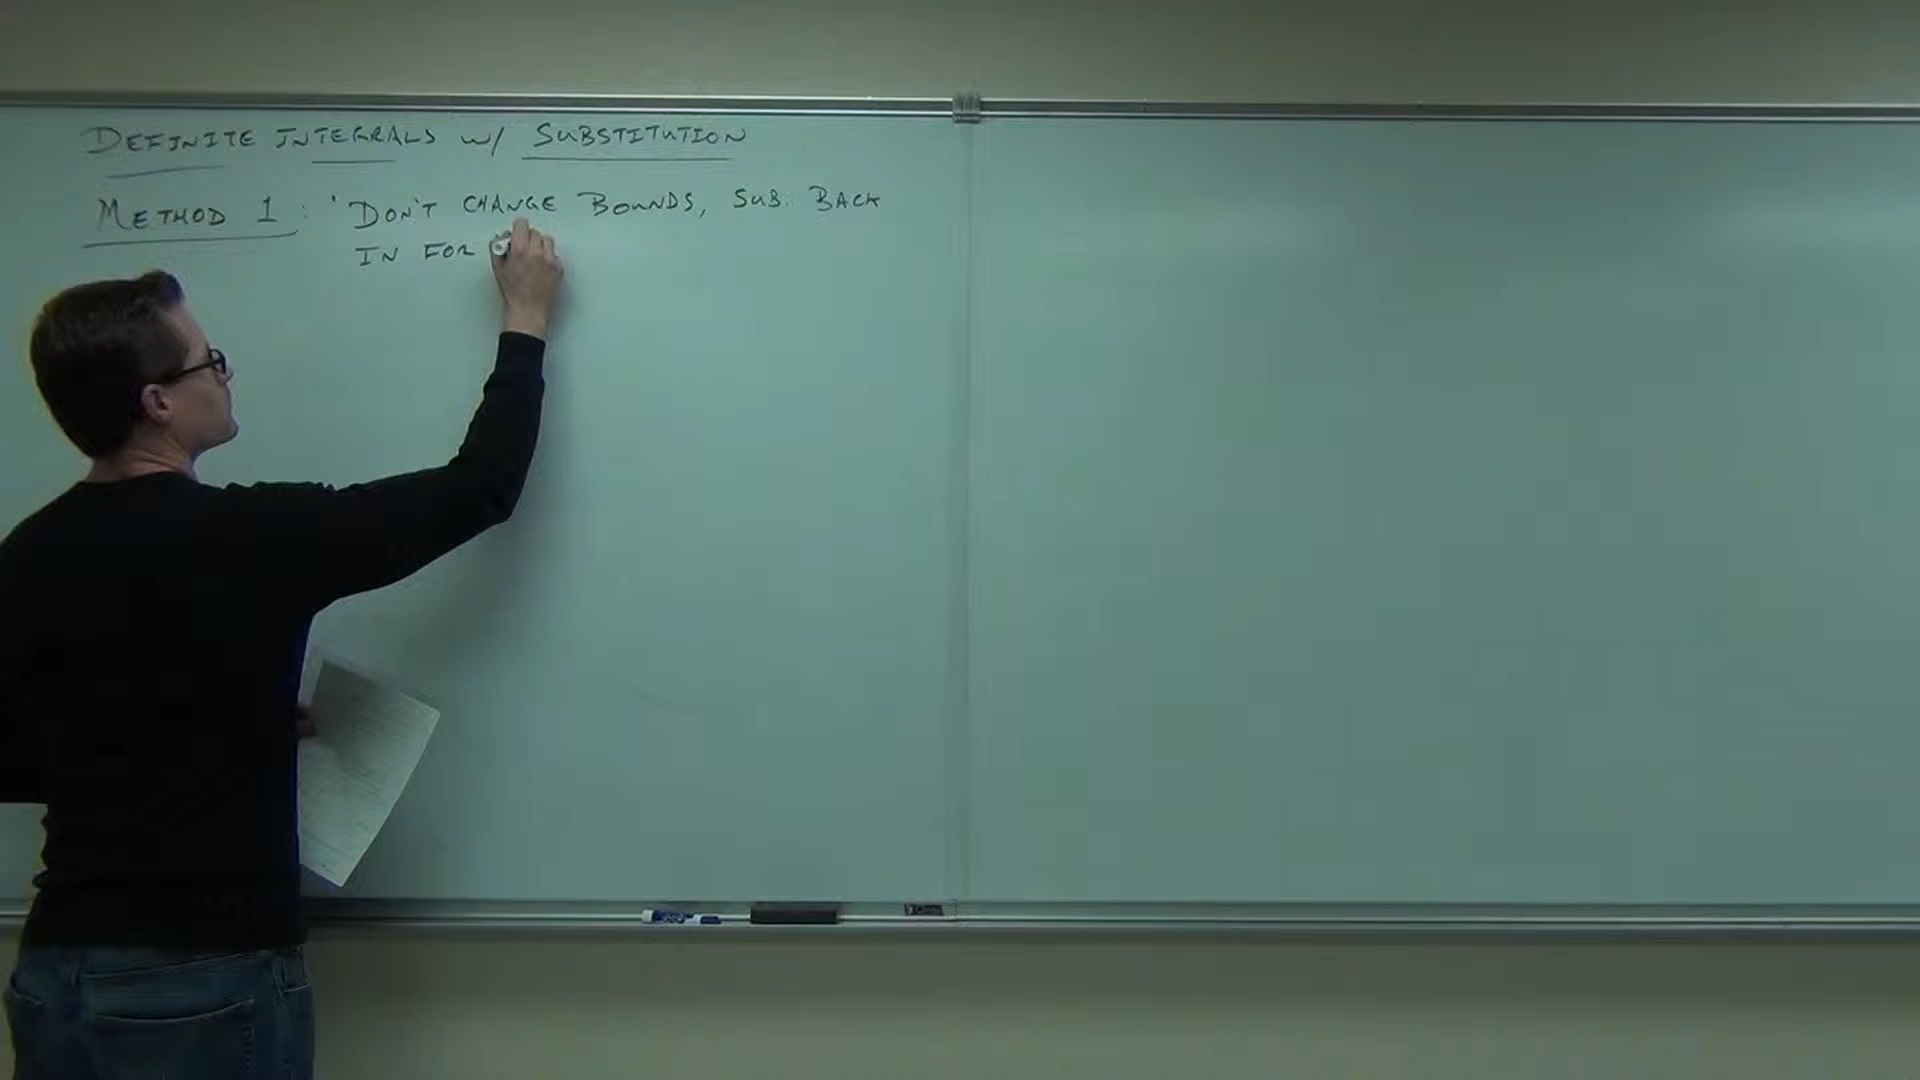 DEFINITE INTEGRALS W/ SUBSTITUTION
METHOD 1: 'DON'T CHANGE BOUNDS, SUB. BACK
IN FOR